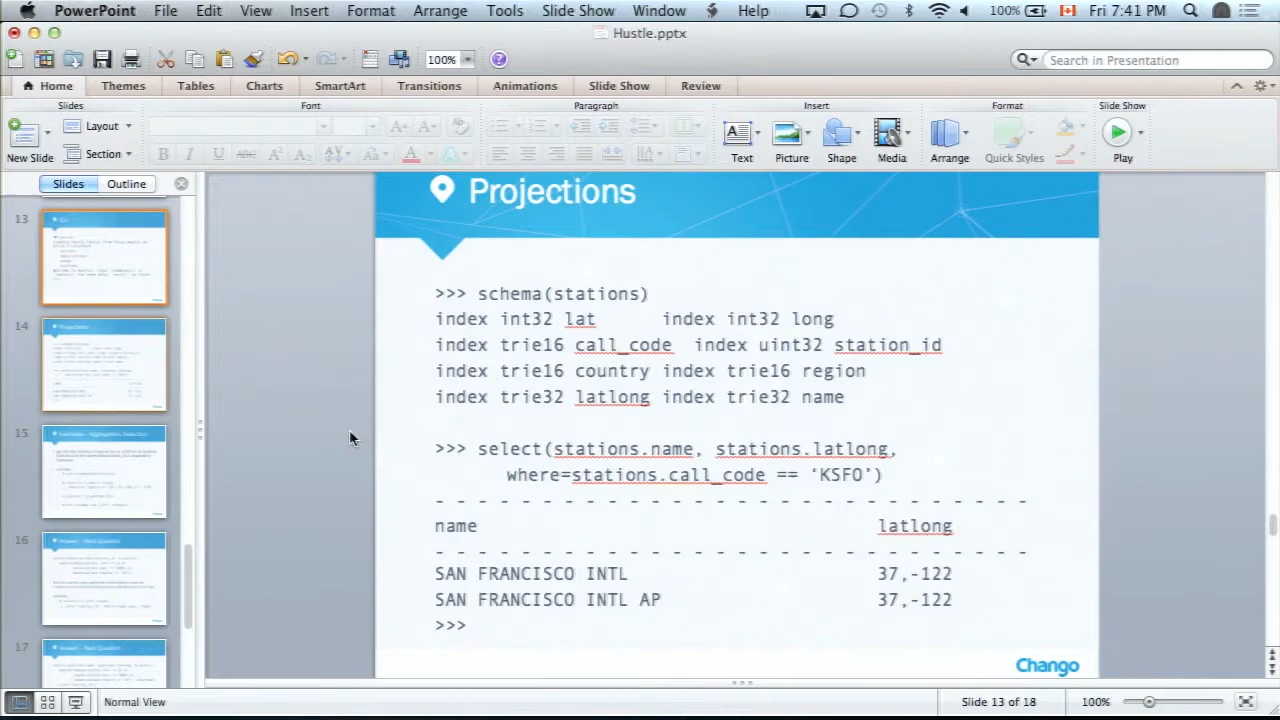 PowerPoint File Edit View Insert Format Arrange Tools Slide Show Window Help 100% Fri 7:41 PM
Hustle.pptx
100% Search in Presentation
Home Themes Tables Charts SmartArt Transitions Animations Slide Show Review
Slides Font Paragraph Insert Format Slide Show
Layout
New Slide Section Text Picture Shape Media Arrange Quick Styles Play
Slides Outline
Projections
13
14
15
16
17
>>> schema(stations)
index int32 lat index int32 long
index trie16 call_code index uint32 station_id
index trie16 country index trie16 region
index trie32 latlong index trie32 name
>>> select(stations.name, stations.latlong,
where=stations.call_code == ‘KSFO’)
- - - - - - - - - - - - - - - - - - - - - - - - - - - -
name latlong
- - - - - - - - - - - - - - - - - - - - - - - - - - - -
SAN FRANCISCO INTL 37,-122
SAN FRANCISCO INTL AP 37,-122
>>>
Chango
Normal View Slide 13 of 18 100%